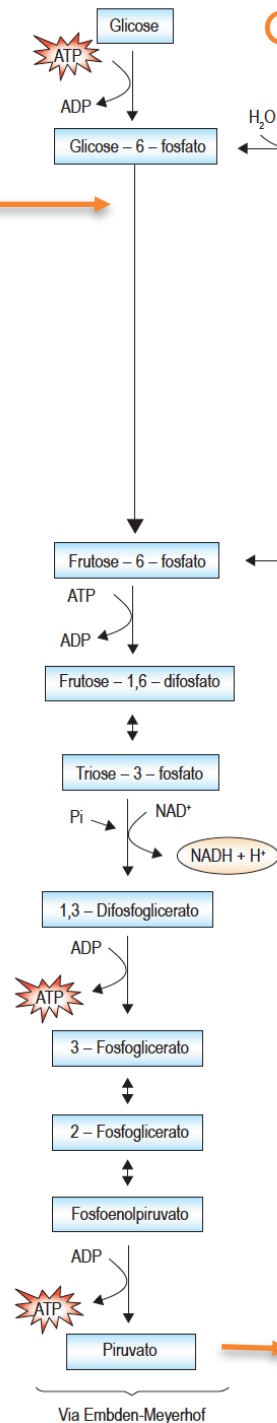 Glicose
ATP
ADP
Glicose – 6 – fosfato
H₂O
Frutose – 6 – fosfato
ATP
ADP
Frutose – 1,6 – difosfato
Triose – 3 – fosfato
Pi
NAD⁺
NADH + H⁺
1,3 – Difosfoglicerato
ADP
ATP
3 – Fosfoglicerato
2 – Fosfoglicerato
Fosfoenolpiruvato
ADP
ATP
Piruvato
Via Embden-Meyerhof